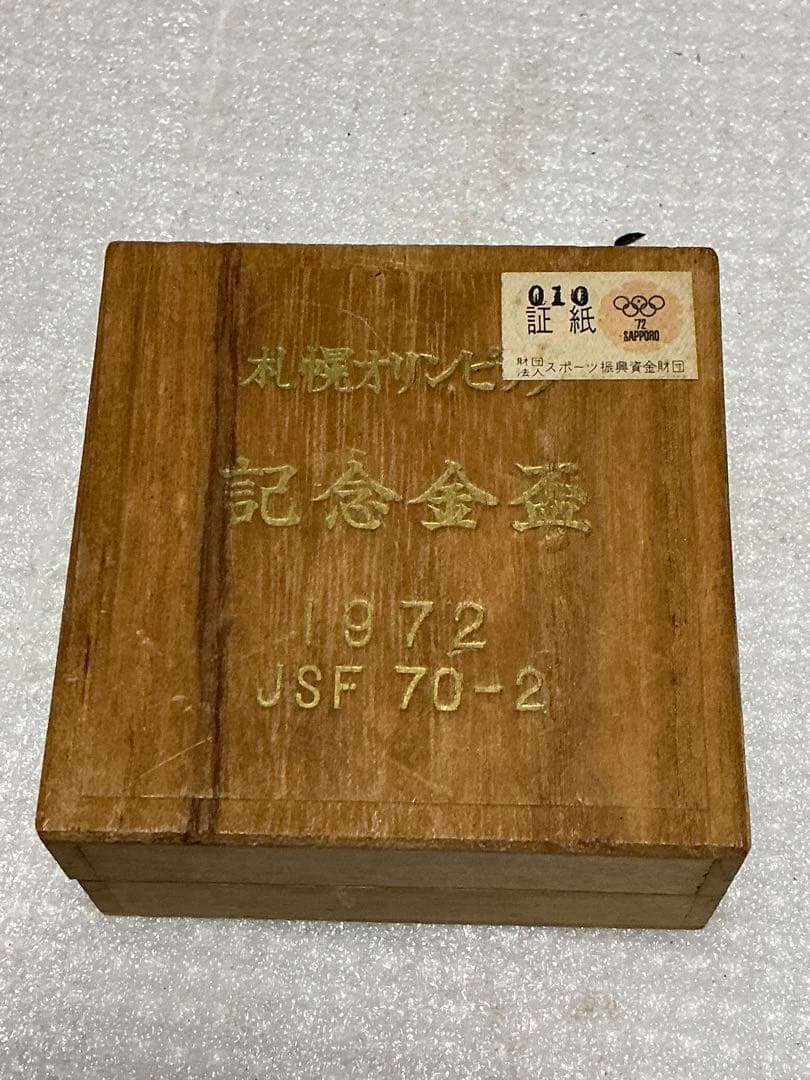 010
証紙
72
SAPPORO
財団法人スポーツ振興資金財団
札幌オリンピック
記念金盃
1972
JSF 70-2